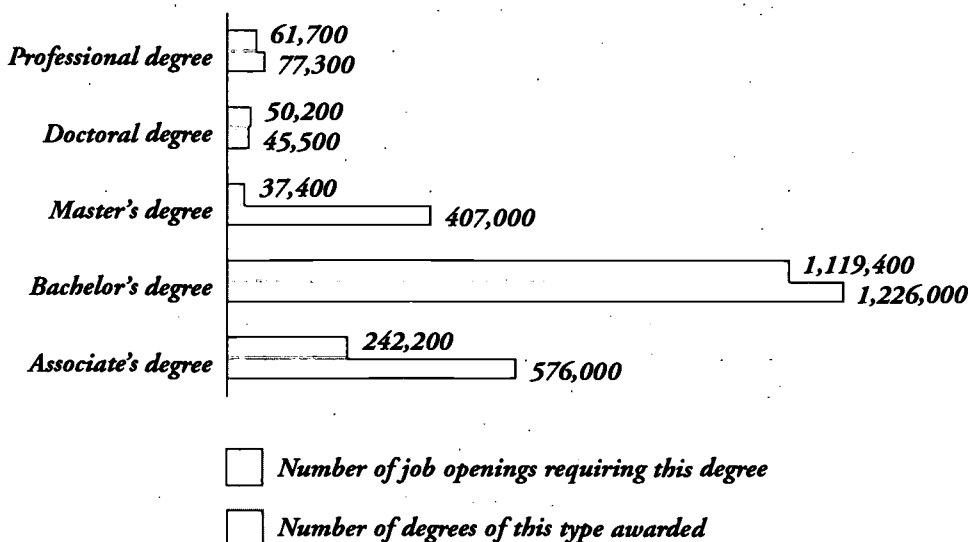 61,700
Professional degree
77,300
50,200
Doctoral degree
45,500
37,400
Master's degree
407,000
1,119,400
Bachelor's degree
1,226,000
242,200
Associate's degree
576,000
Number of job openings requiring this degree
Number of degrees of this type awarded